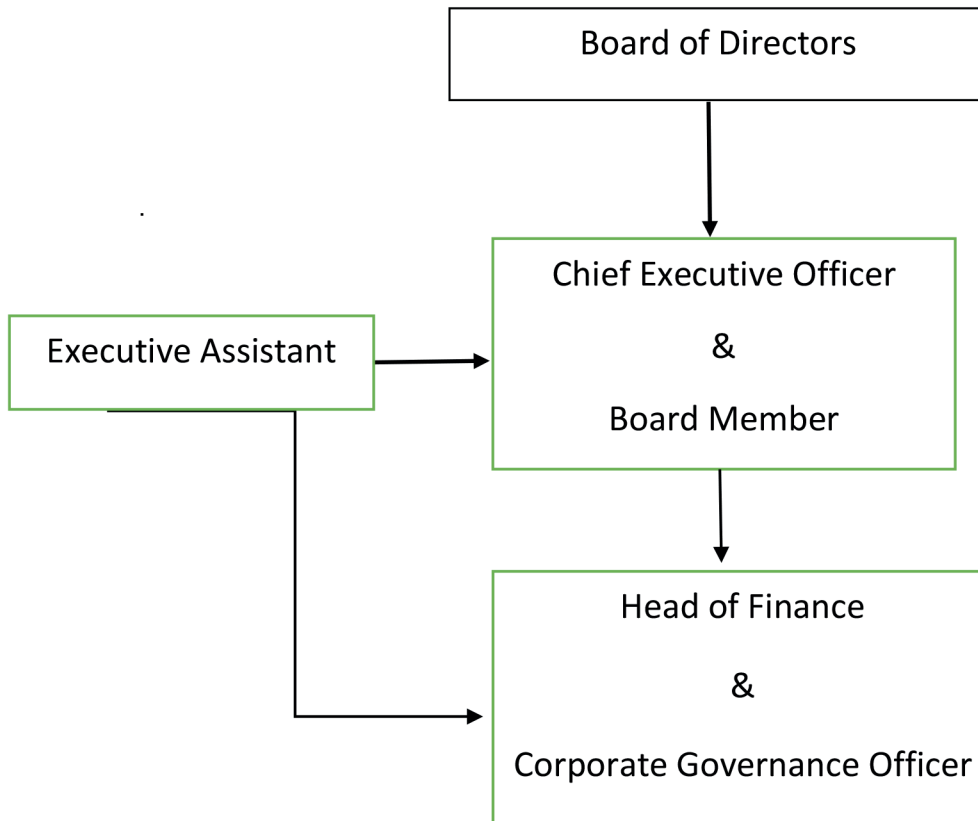 Board of Directors
Chief Executive Officer
&
Board Member
Executive Assistant
Head of Finance
&
Corporate Governance Officer